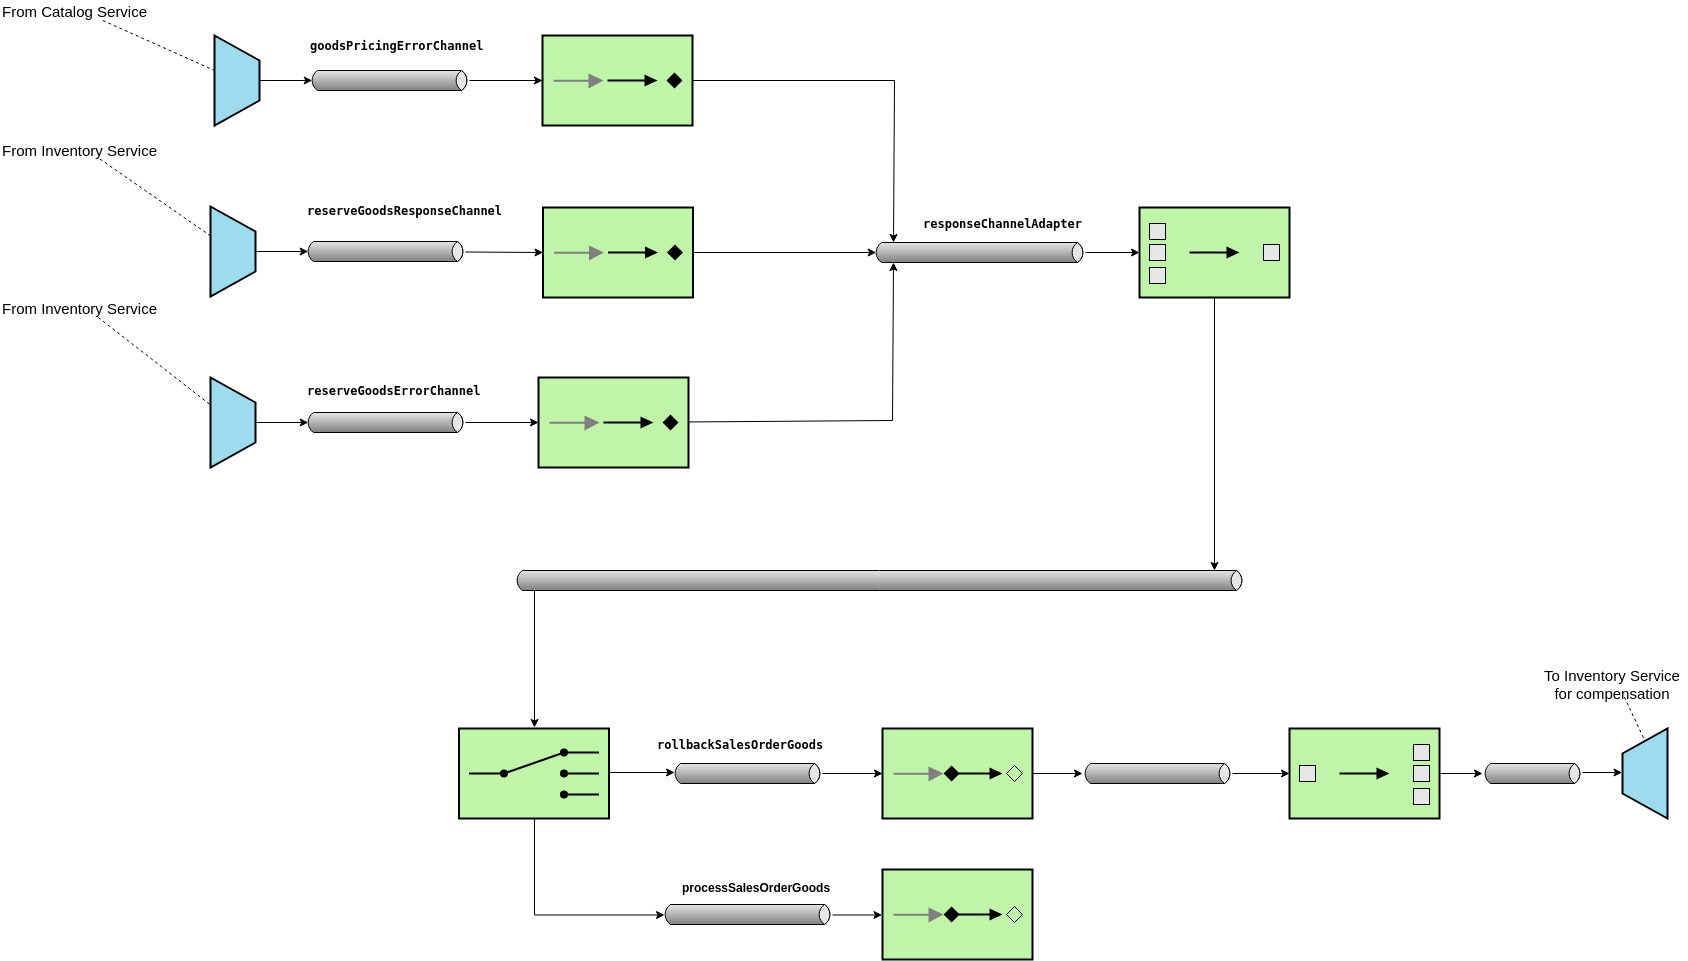 From Catalog Service
goodsPricingErrorChannel
From Inventory Service
reserveGoodsResponseChannel
responseChannelAdapter
From Inventory Service
reserveGoodsErrorChannel
To Inventory Service
for compensation
rollbackSalesOrderGoods
processSalesOrderGoods